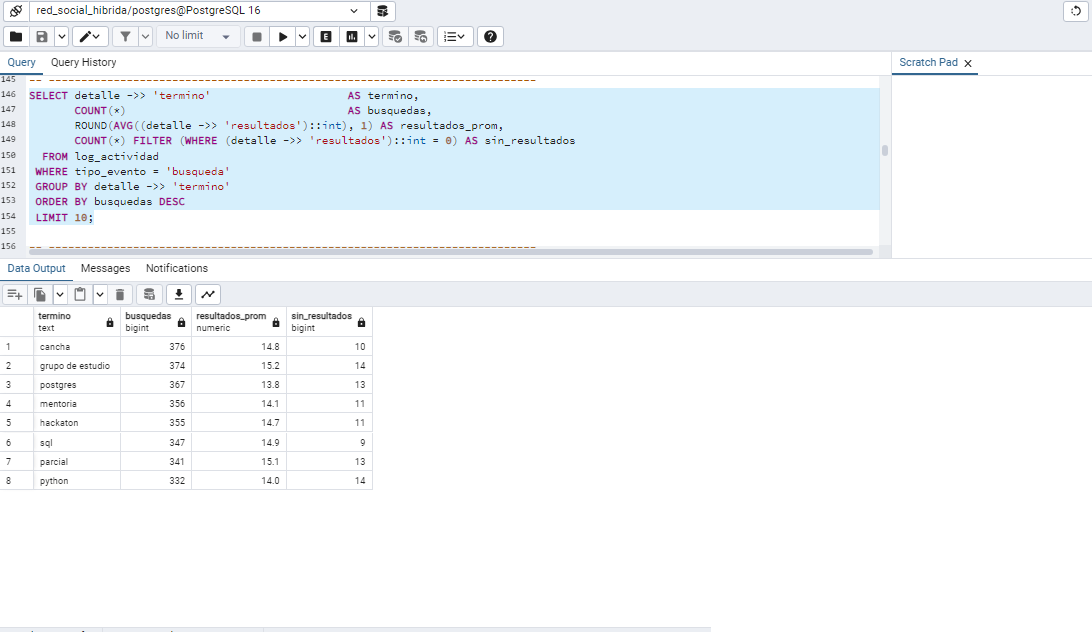 red_social_hibrida/postgres@PostgreSQL 16
No limit
E
Query Query History
Scratch Pad
145 -- --------------------------------------------------------------------------
146 SELECT detalle ->> 'termino' AS termino,
147 COUNT(*) AS busquedas,
148 ROUND(AVG((detalle ->> 'resultados')::int), 1) AS resultados_prom,
149 COUNT(*) FILTER (WHERE (detalle ->> 'resultados')::int = 0) AS sin_resultados
150 FROM log_actividad
151 WHERE tipo_evento = 'busqueda'
152 GROUP BY detalle ->> 'termino'
153 ORDER BY busquedas DESC
154 LIMIT 10;
155
156 -- --------------------------------------------------------------------------
Data Output Messages Notifications
termino busquedas resultados_prom sin_resultados
text bigint numeric bigint
1 cancha 376 14.8 10
2 grupo de estudio 374 15.2 14
3 postgres 367 13.8 13
4 mentoria 356 14.1 11
5 hackaton 355 14.7 11
6 sql 347 14.9 9
7 parcial 341 15.1 13
8 python 332 14.0 14